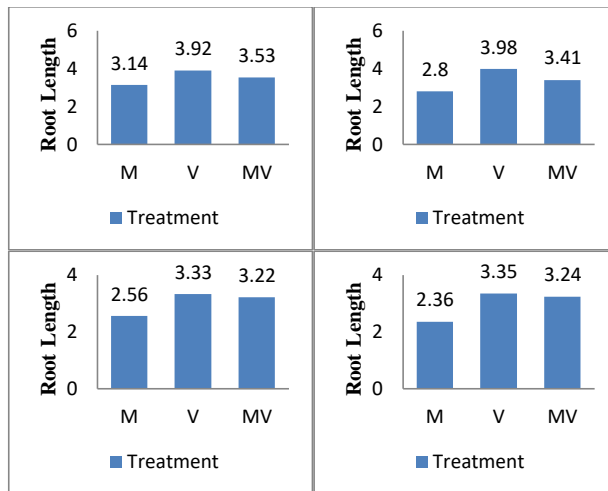 Root Length
6
4
2
0
3.14
3.92
3.53
M V MV
Treatment
Root Length
6
4
2
0
2.8
3.98
3.41
M V MV
Treatment
Root Length
4
2
0
2.56
3.33
3.22
M V MV
Treatment
Root Length
4
2
0
2.36
3.35
3.24
M V MV
Treatment